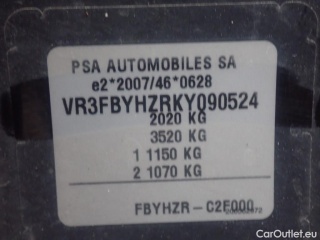 PSA AUTOMOBILES SA
e2*2007/46*0628
VR3FBYHZRKY090524
2020 KG
3520 KG
1 1150 KG
2 1070 KG
FBYHZR - C2F000
CarOutlet.eu